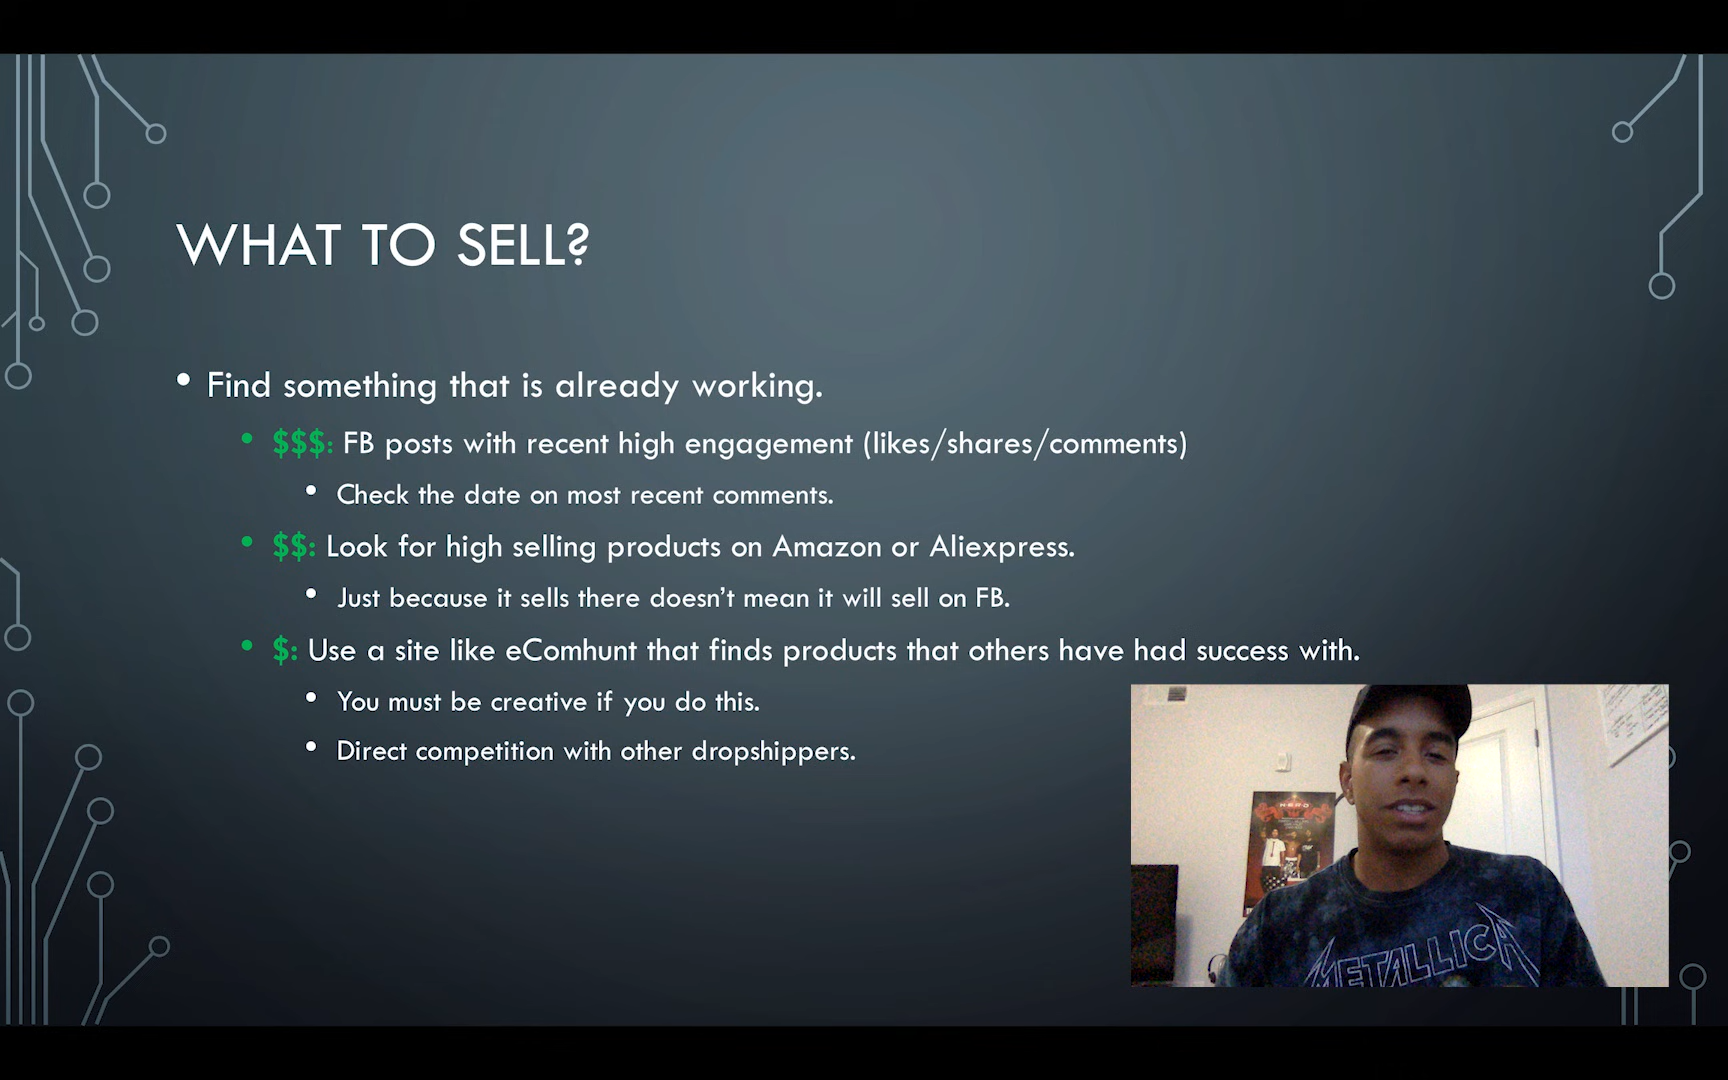 WHAT TO SELL?
• Find something that is already working.
• $$$: FB posts with recent high engagement (likes/shares/comments)
• Check the date on most recent comments.
• $$: Look for high selling products on Amazon or Aliexpress.
• Just because it sells there doesn't mean it will sell on FB.
• $: Use a site like eComhunt that finds products that others have had success with.
• You must be creative if you do this.
• Direct competition with other dropshippers.
METALLICA